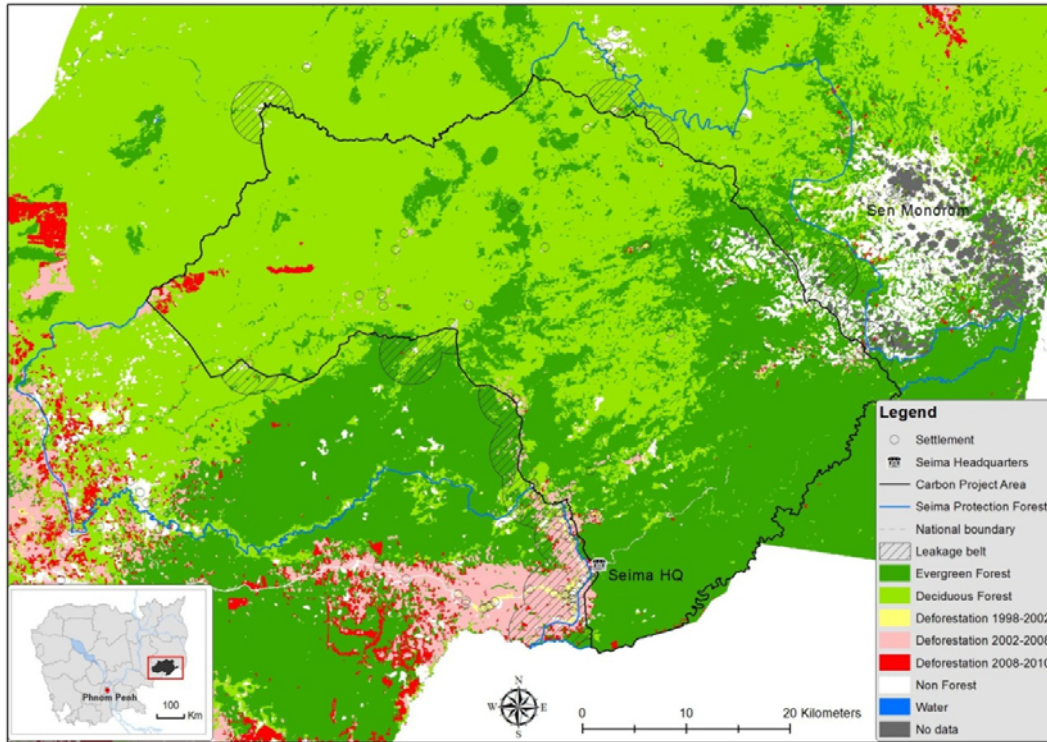 Sen Monorom
Seima HQ
Legend
Settlement
Seima Headquarters
Carbon Project Area
Seima Protection Forest
National boundary
Leakage belt
Evergreen Forest
Deciduous Forest
Deforestation 1998-2002
Deforestation 2002-2008
Deforestation 2008-2010
Non Forest
Water
No data
Phnom Penh
100
Km
N
W E
S
0 10 20 Kilometers